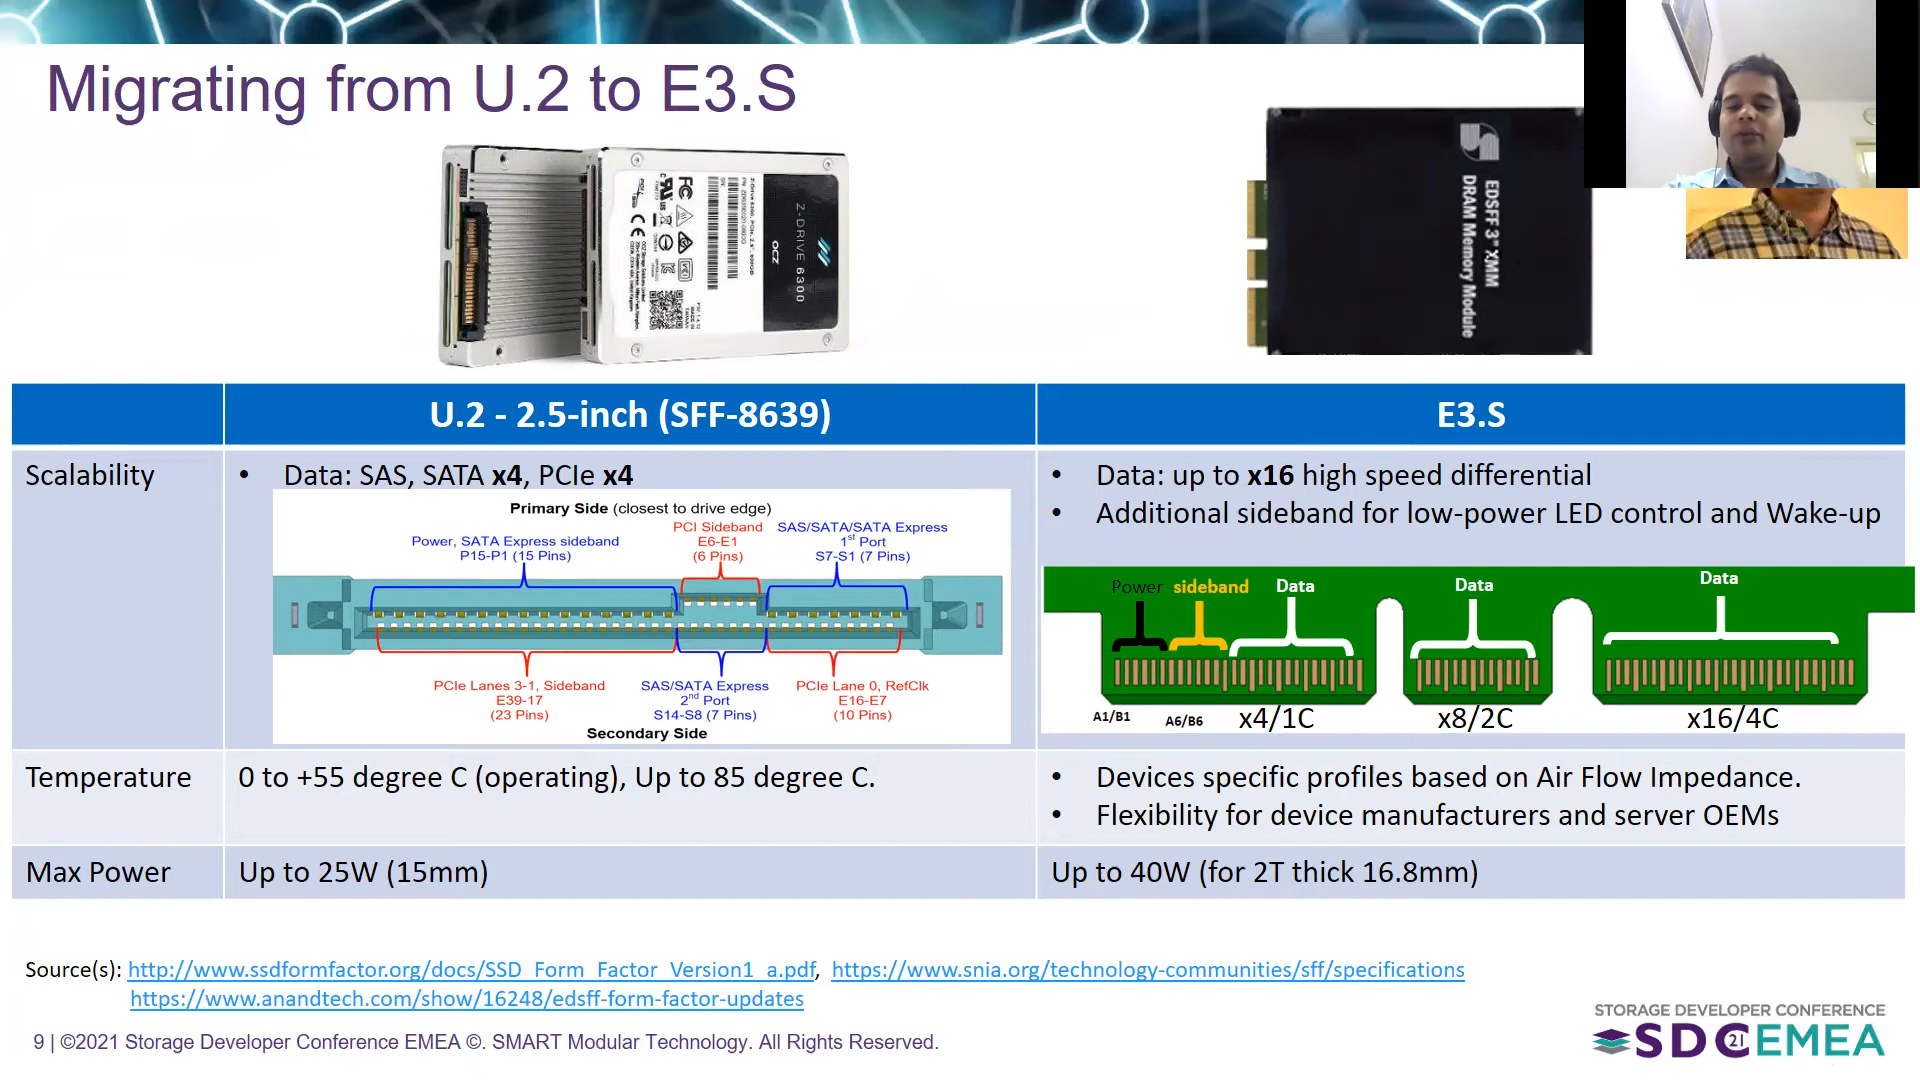 Migrating from U.2 to E3.S
Z-DRIVE 6300
OCZ
EDSFF 3" XMM
DRAM Memory Module
U.2 - 2.5-inch (SFF-8639)
E3.S
Scalability
• Data: SAS, SATA x4, PCIe x4
Primary Side (closest to drive edge)
Power, SATA Express sideband
P15-P1 (15 Pins)
PCI Sideband
E6-E1
(6 Pins)
SAS/SATA/SATA Express
1st Port
S7-S1 (7 Pins)
PCIe Lanes 3-1, Sideband
E39-17
(23 Pins)
SAS/SATA Express
2nd Port
S14-S8 (7 Pins)
PCIe Lane 0, RefClk
E16-E7
(10 Pins)
Secondary Side
• Data: up to x16 high speed differential
• Additional sideband for low-power LED control and Wake-up
Power sideband Data Data Data
A1/B1 A6/B6 x4/1C x8/2C x16/4C
Temperature
0 to +55 degree C (operating), Up to 85 degree C.
• Devices specific profiles based on Air Flow Impedance.
• Flexibility for device manufacturers and server OEMs
Max Power
Up to 25W (15mm)
Up to 40W (for 2T thick 16.8mm)
Source(s): http://www.ssdformfactor.org/docs/SSD_Form_Factor_Version1_a.pdf, https://www.snia.org/technology-communities/sff/specifications
https://www.anandtech.com/show/16248/edsff-form-factor-updates
9 | ©2021 Storage Developer Conference EMEA ©. SMART Modular Technology. All Rights Reserved.
STORAGE DEVELOPER CONFERENCE
SDC 21 EMEA